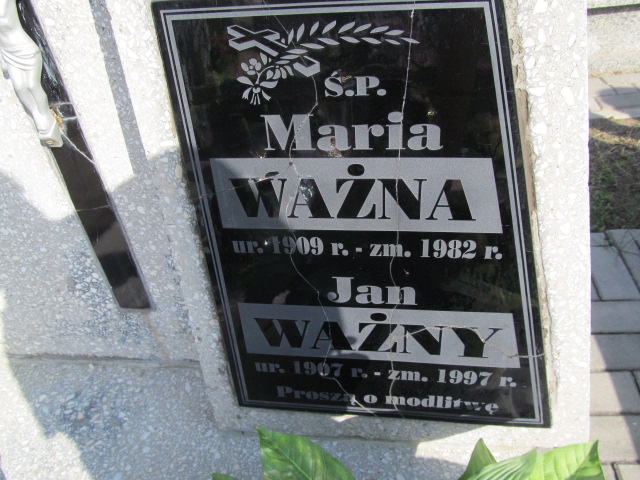 Ś.P.
Maria
WAŻNA
ur. 1909 r. - zm. 1982 r.
Jan
WAŻNY
ur. 1907 r. - zm. 1997 r.
Proszą o modlitwę